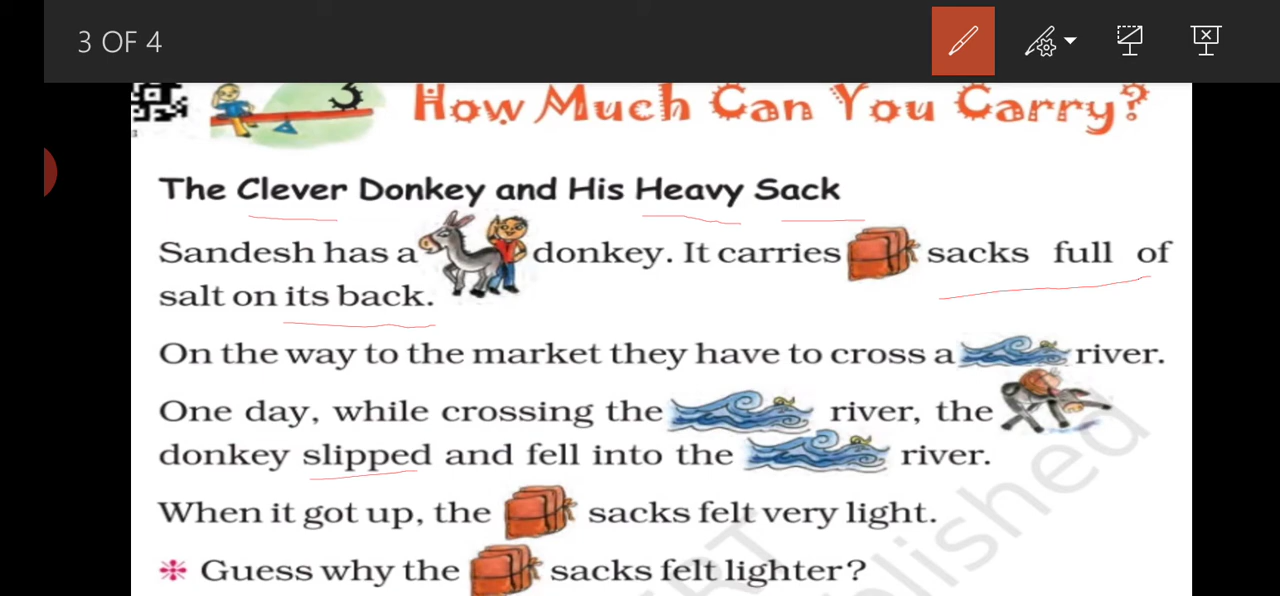 3 OF 4
3
How Much Can You Carry?
The Clever Donkey and His Heavy Sack
Sandesh has a donkey. It carries sacks full of
salt on its back.
On the way to the market they have to cross a river.
One day, while crossing the river, the
donkey slipped and fell into the river.
When it got up, the sacks felt very light.
Guess why the sacks felt lighter?